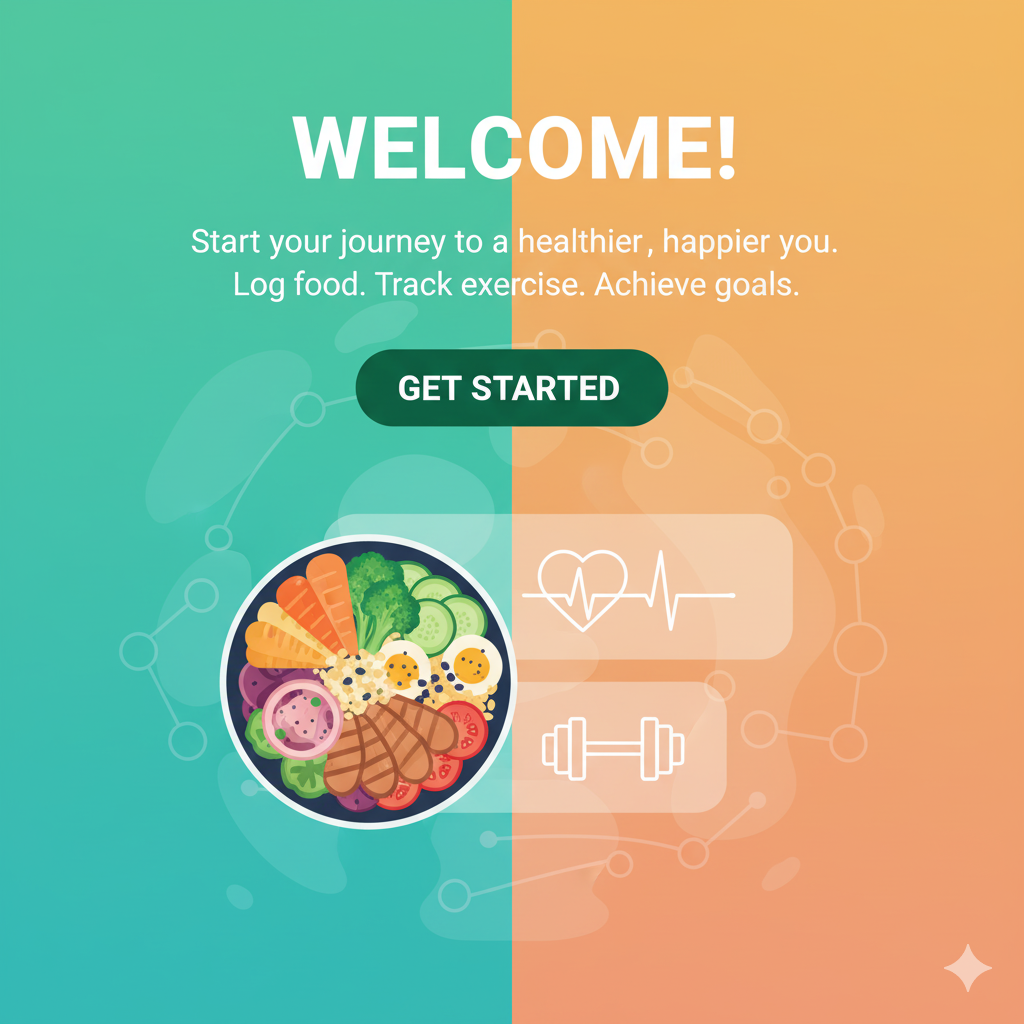 WELCOME!
Start your journey to a healthier, happier you.
Log food. Track exercise. Achieve goals.
GET STARTED